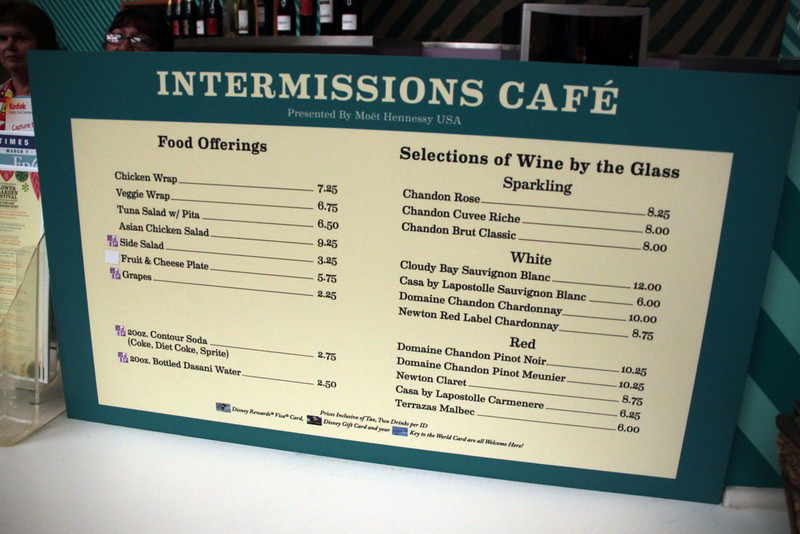 INTERMISSIONS CAFÉ
Presented By Moët Hennessy USA
Food Offerings
Chicken Wrap 7.25
Veggie Wrap 6.75
Tuna Salad w/ Pita 6.50
Asian Chicken Salad 9.25
Side Salad 3.25
Fruit & Cheese Plate 5.75
Grapes 2.25
20oz. Contour Soda 2.75
(Coke, Diet Coke, Sprite)
20oz. Bottled Dasani Water 2.50
Selections of Wine by the Glass
Sparkling
Chandon Rose 8.25
Chandon Cuvee Riche 8.00
Chandon Brut Classic 8.00
White
Cloudy Bay Sauvignon Blanc 12.00
Casa by Lapostolle Sauvignon Blanc 6.00
Domaine Chandon Chardonnay 10.00
Newton Red Label Chardonnay 8.75
Red
Domaine Chandon Pinot Noir 10.25
Domaine Chandon Pinot Meunier 10.25
Newton Claret 8.75
Casa by Lapostolle Carmenere 6.25
Terrazas Malbec 6.00
Prices Inclusive of Tax, Two Drinks per ID
Disney Rewards® Visa® Card, Disney Gift Card and your Key to the World Card are all Welcome Here!
Kodak
TIMES
MARCH 7